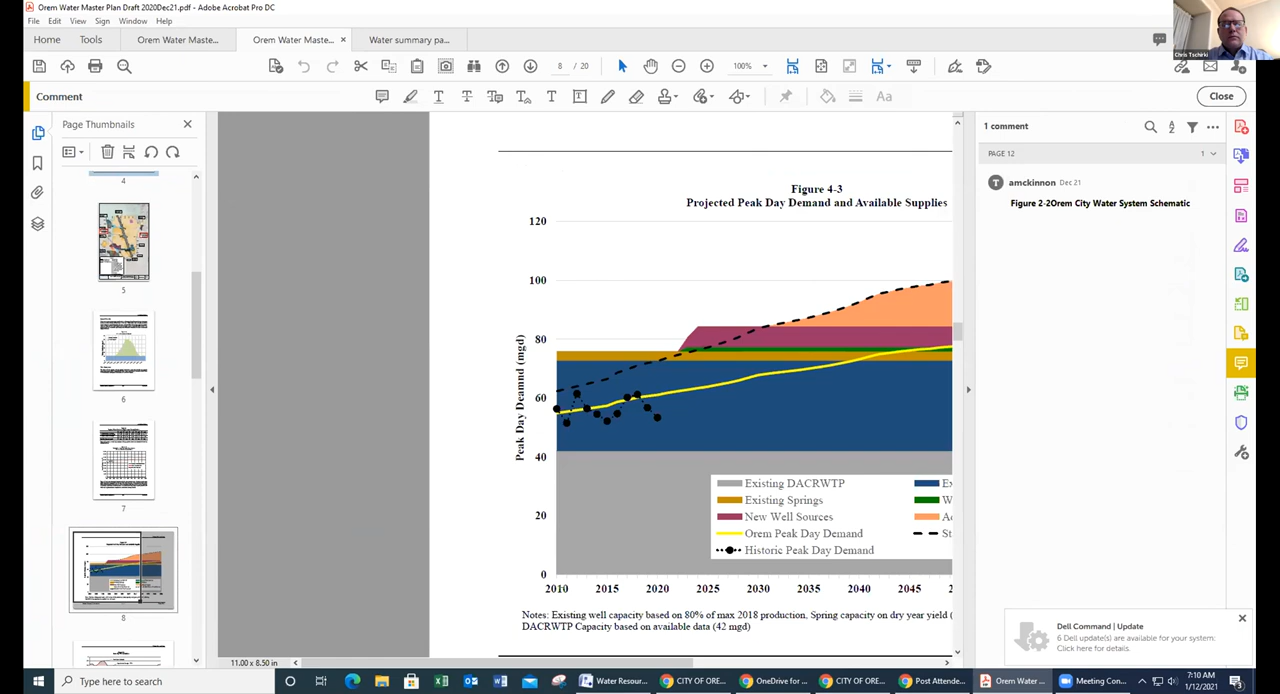 Orem Water Master Plan Draft 2020Dec21.pdf - Adobe Acrobat Pro DC
File Edit View Sign Window Help
Home Tools Orem Water Maste... Orem Water Maste... × Water summary pa...
8 / 20 100%
Comment
Close
Page Thumbnails
4
5
6
7
8
11.00 x 8.50 in
Figure 4-3
Projected Peak Day Demand and Available Supplies
120
100
80
60
40
20
0
Peak Day Demnd (mgd)
2010 2015 2020 2025 2030 2035 2040 2045 2
Existing DACRWTP
Existing Springs
New Well Sources
Orem Peak Day Demand
Historic Peak Day Demand
E
W
A
St
Notes: Existing well capacity based on 80% of max 2018 production, Spring capacity on dry year yield (
DACRWTP Capacity based on available data (42 mgd)
1 comment
PAGE 12 1
T amckinnon Dec 21
Figure 2-2Orem City Water System Schematic
Chris Tschirki
Dell Command | Update
6 Dell update(s) are available for your system:
Click here for details.
Type here to search
Water Resour...
CITY OF ORE...
OneDrive for ...
CITY OF ORE...
Post Attende...
Orem Water ...
Meeting Con...
7:10 AM
1/12/2021